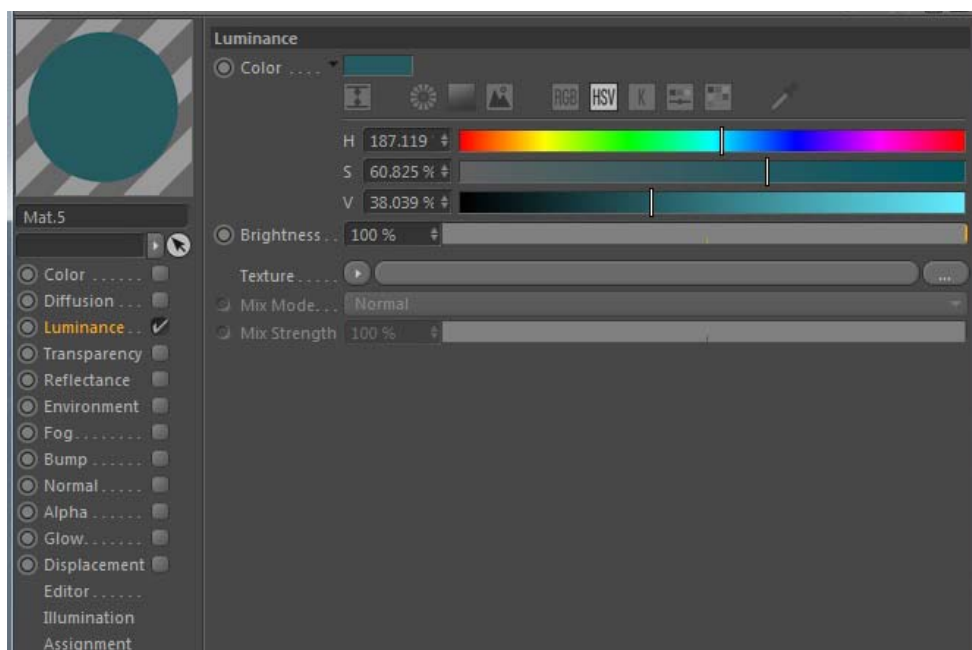 Luminance
Color . . . .
RGB HSV K
H 187.119 °
S 60.825 %
V 38.039 %
Mat.5
Brightness . . 100 %
Texture . . . . .
...
Mix Mode. . . Normal
Mix Strength 100 %
Color . . . . . .
Diffusion . . .
Luminance . .
Transparency
Reflectance
Environment
Fog. . . . . . . .
Bump . . . . . .
Normal . . . . .
Alpha . . . . . .
Glow. . . . . . .
Displacement
Editor . . . . . .
Illumination
Assignment